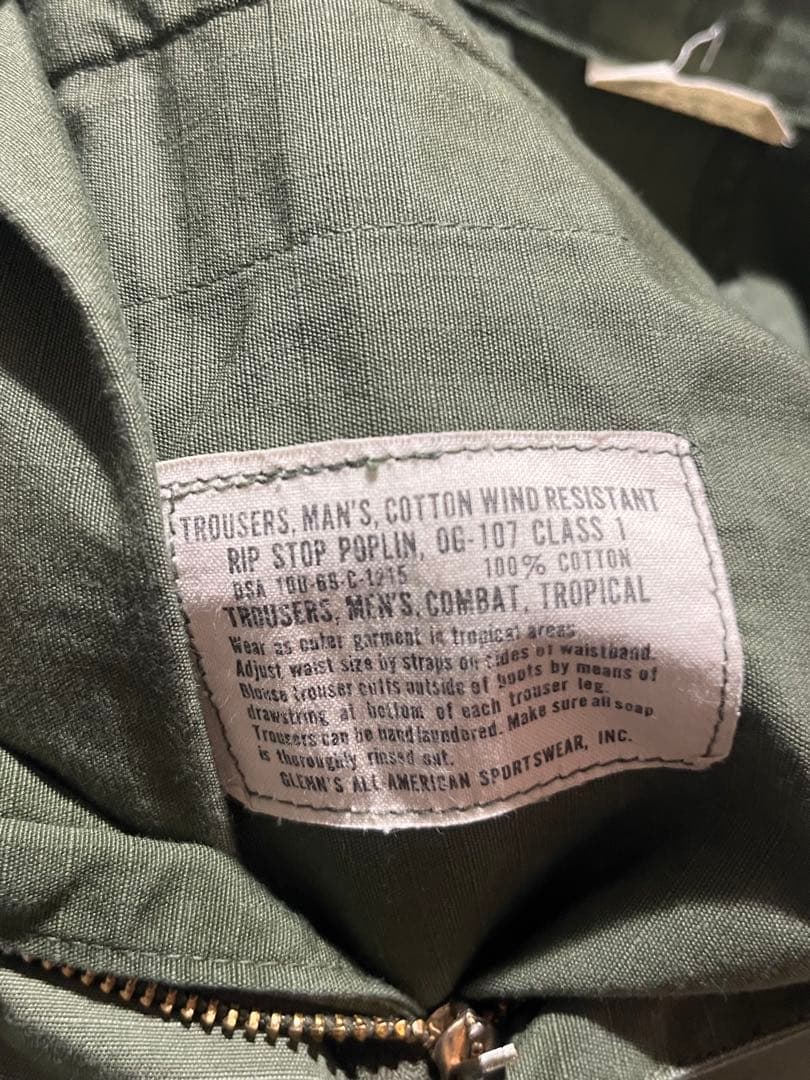 TROUSERS, MAN'S, COTTON WIND RESISTANT
RIP STOP POPLIN, OG-107 CLASS 1
DSA 100-69-C-1215 100% COTTON
TROUSERS, MEN'S, COMBAT, TROPICAL
Wear as outer garment in tropical areas
Adjust waist size by straps on sides of waistband.
Blouse trouser cuffs outside of boots by means of
drawstring at bottom of each trouser leg.
Trousers can be hand laundered. Make sure all soap
is thoroughly rinsed out.
GLENN'S ALL AMERICAN SPORTSWEAR, INC.